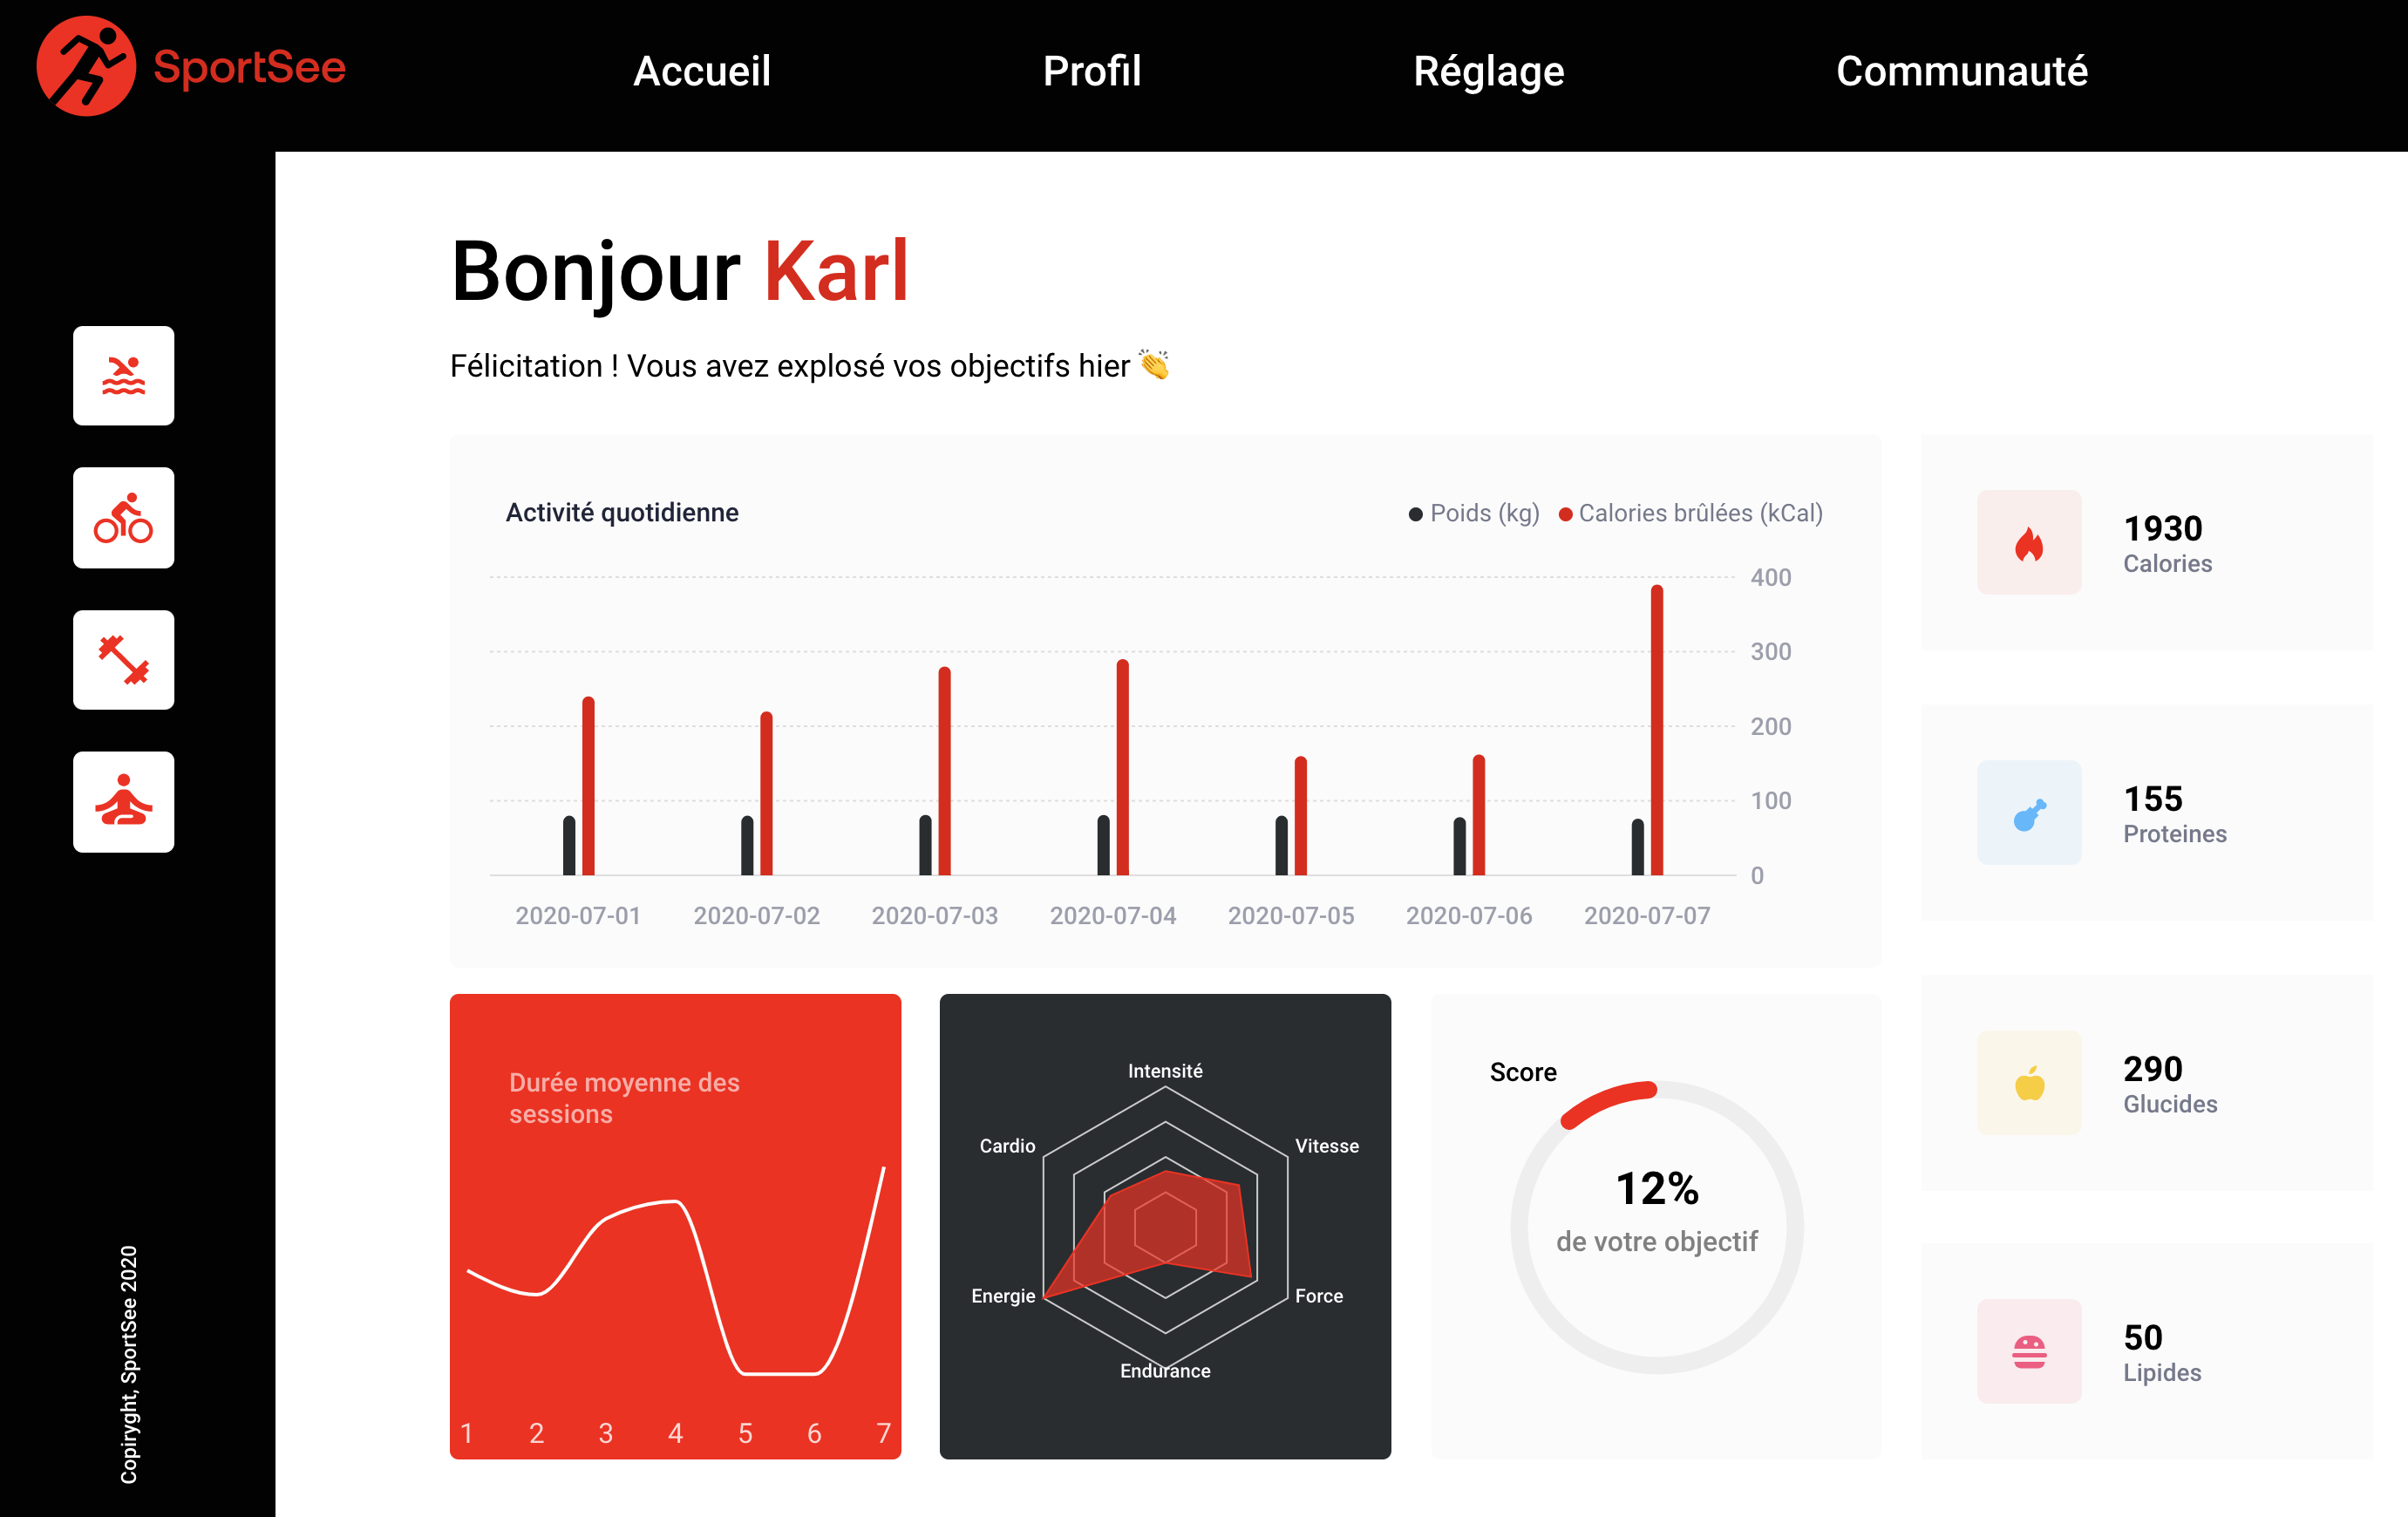 SportSee
Accueil
Profil
Réglage
Communauté
Bonjour Karl
Félicitation ! Vous avez explosé vos objectifs hier 👏
Activité quotidienne
Poids (kg)
Calories brûlées (kCal)
400
300
200
100
0
2020-07-01
2020-07-02
2020-07-03
2020-07-04
2020-07-05
2020-07-06
2020-07-07
1930
Calories
155
Proteines
290
Glucides
50
Lipides
Durée moyenne des
sessions
1
2
3
4
5
6
7
Intensité
Vitesse
Force
Endurance
Energie
Cardio
Score
12%
de votre objectif
Copiryght, SportSee 2020